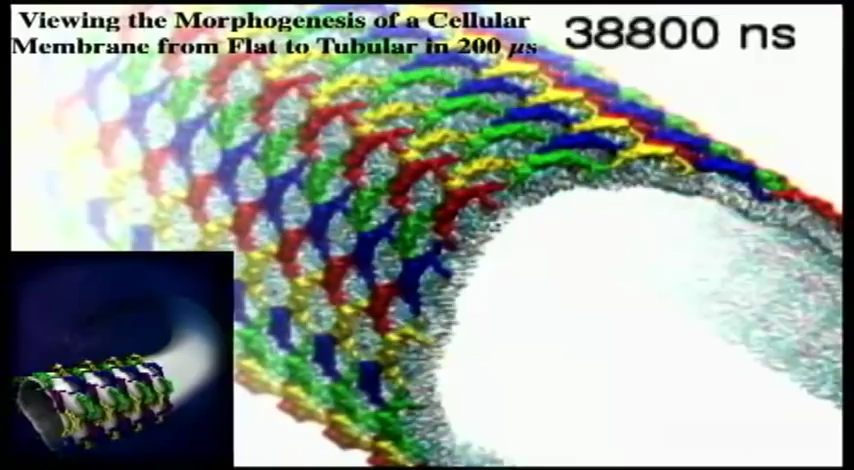 Viewing the Morphogenesis of a Cellular
Membrane from Flat to Tubular in 200 µs
38800 ns